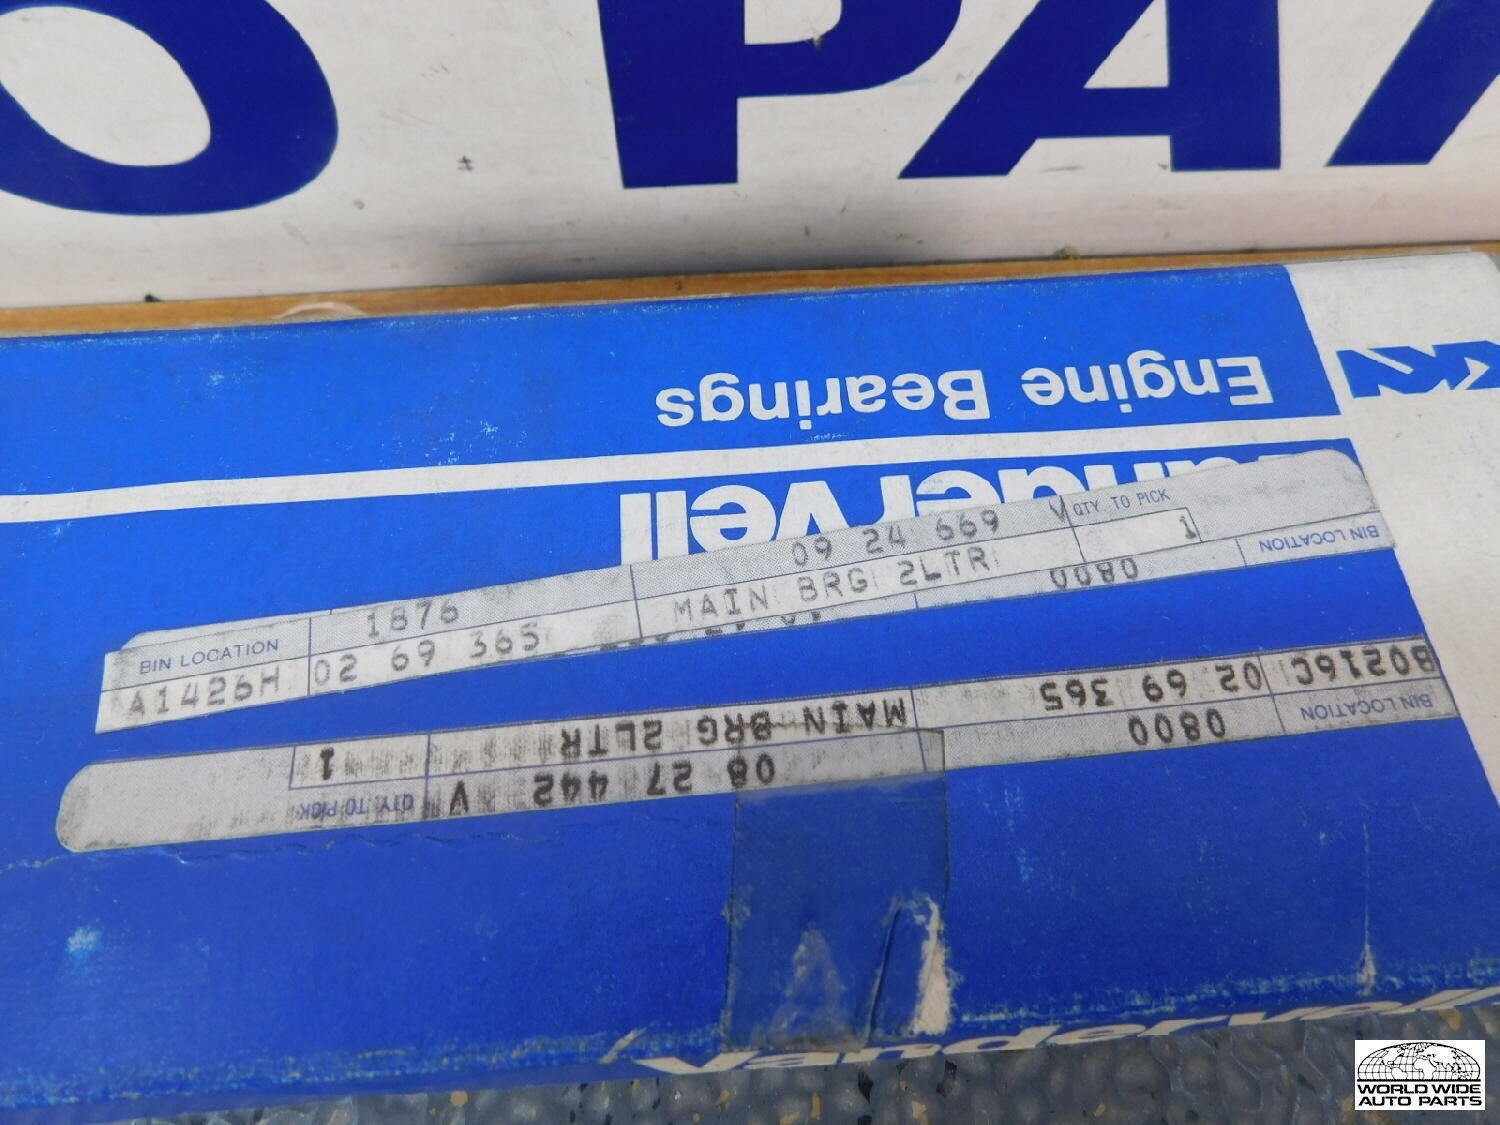 O PA
Engine Bearings
Vandervell
09 24 669 V QTY TO PICK
1876
MAIN BRG 2LTR 1
BIN LOCATION
A1426H 02 69 365
BIN LOCATION
0800
B0216C 02 69 365 MAIN BRG 2LTR 1
BIN LOCATION 0800 08 27 442 V QTY TO PICK
Vandervell
WORLD WIDE
AUTO PARTS